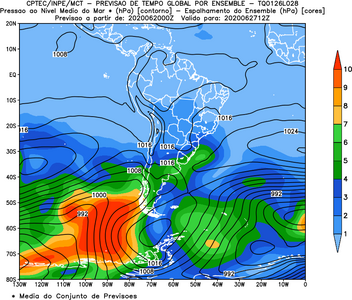 CPTEC/INPE/MCT - PREVISAO DE TEMPO GLOBAL POR ENSEMBLE - TQ0126L028
Pressao ao Nivel Medio do Mar * (hPa) [contorno] - Espalhamento do Ensemble (hPa) [cores]
Previsao a partir de: 2020062000Z Valido para: 2020062712Z
20N
10N
EQ
10S
20S
30S
40S
50S
60S
70S
80S
130W 120W 110W 100W 90W 80W 70W 60W 50W 40W 30W 20W 10W 0
1008
1016
1016
1024
1016
1016
1016
1008
1000
992
992
1016
1008
992
10
9
8
7
6
5
4
3
2
1
* Medio do Conjunto de Previsoes